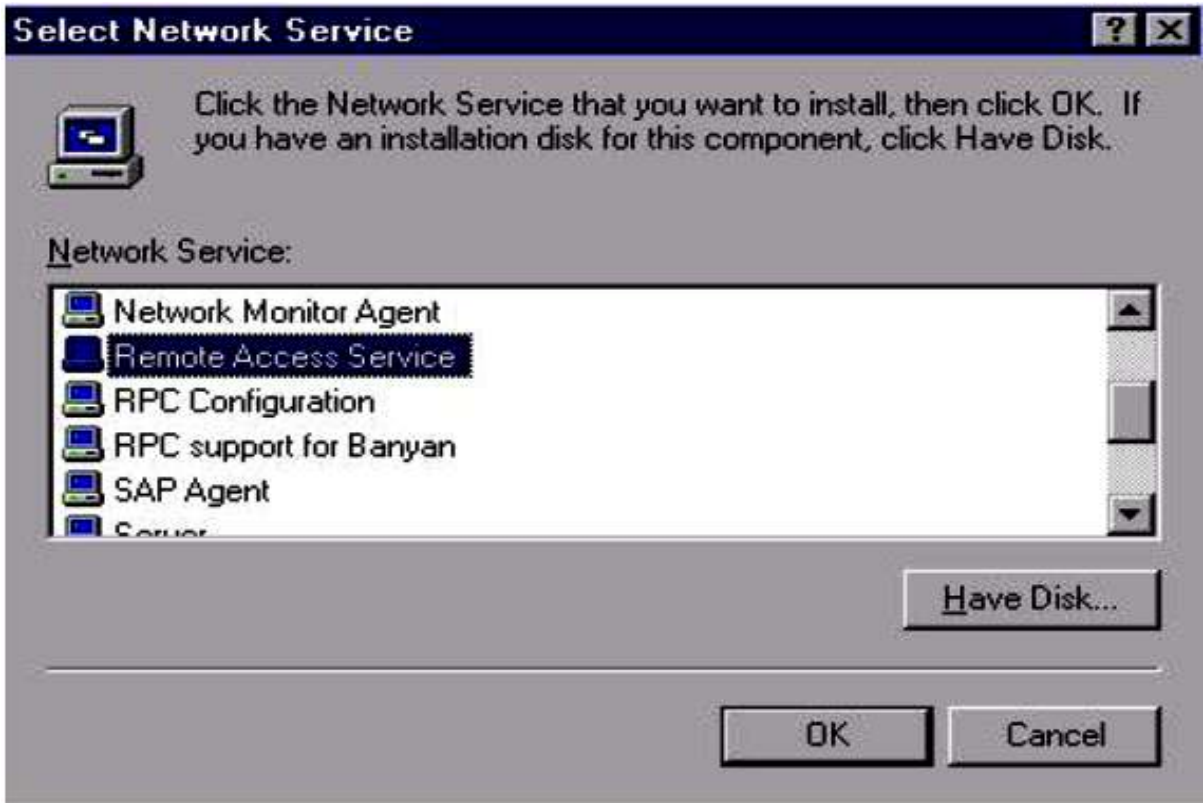 Select Network Service
Click the Network Service that you want to install, then click OK. If
you have an installation disk for this component, click Have Disk.
Network Service:
Network Monitor Agent
Remote Access Service
RPC Configuration
RPC support for Banyan
SAP Agent
Server
Have Disk...
OK
Cancel